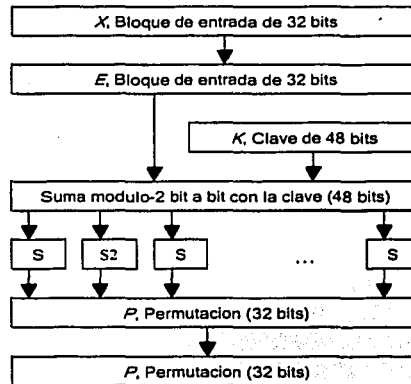 X, Bloque de entrada de 32 bits
E, Bloque de entrada de 32 bits
K, Clave de 48 bits
Suma modulo-2 bit a bit con la clave (48 bits)
S S2 S ... S
P, Permutacion (32 bits)
P, Permutacion (32 bits)